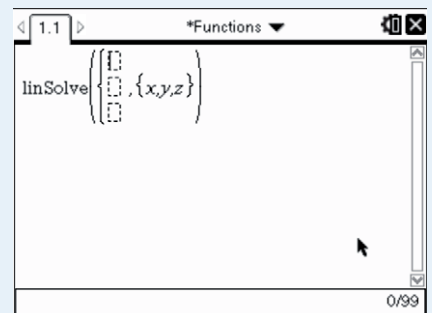 1.1 *Functions
linSolve({ ,{x,y,z})
0/99